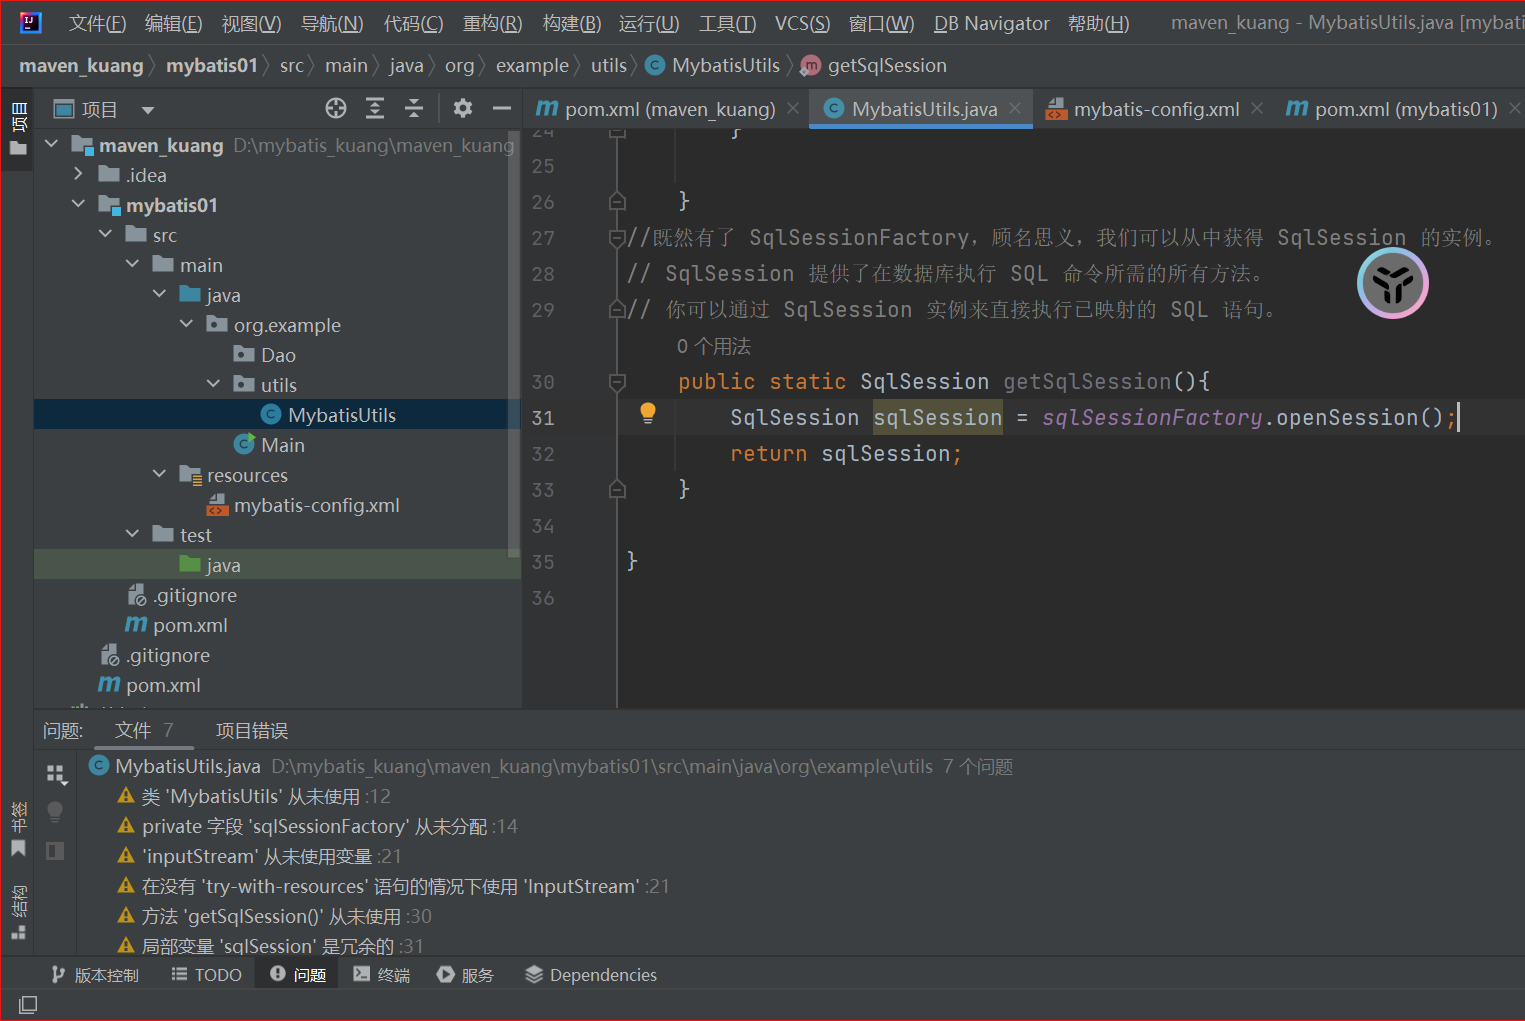 文件(F) 编辑(E) 视图(V) 导航(N) 代码(C) 重构(R) 构建(B) 运行(U) 工具(T) VCS(S) 窗口(W) DB Navigator 帮助(H) maven_kuang - MybatisUtils.java [mybati
maven_kuang mybatis01 src main java org example utils MybatisUtils getSqlSession
项目
项目
pom.xml (maven_kuang) MybatisUtils.java mybatis-config.xml pom.xml (mybatis01)
maven_kuang D:\mybatis_kuang\maven_kuang
.idea
mybatis01
src
main
java
org.example
Dao
utils
MybatisUtils
Main
resources
mybatis-config.xml
test
java
.gitignore
pom.xml
.gitignore
pom.xml
24 }
25
26 }
27 //既然有了 SqlSessionFactory，顾名思义，我们可以从中获得 SqlSession 的实例。
28 // SqlSession 提供了在数据库执行 SQL 命令所需的所有方法。
29 // 你可以通过 SqlSession 实例来直接执行已映射的 SQL 语句。
0 个用法
30 public static SqlSession getSqlSession(){
31 SqlSession sqlSession = sqlSessionFactory.openSession();
32 return sqlSession;
33 }
34
35 }
36
问题: 文件 7 项目错误
MybatisUtils.java D:\mybatis_kuang\maven_kuang\mybatis01\src\main\java\org\example\utils 7 个问题
类 'MybatisUtils' 从未使用 :12
private 字段 'sqlSessionFactory' 从未分配 :14
'inputStream' 从未使用变量 :21
在没有 'try-with-resources' 语句的情况下使用 'InputStream' :21
方法 'getSqlSession()' 从未使用 :30
局部变量 'sqlSession' 是冗余的 :31
书签
结构
版本控制 TODO 问题 终端 服务 Dependencies